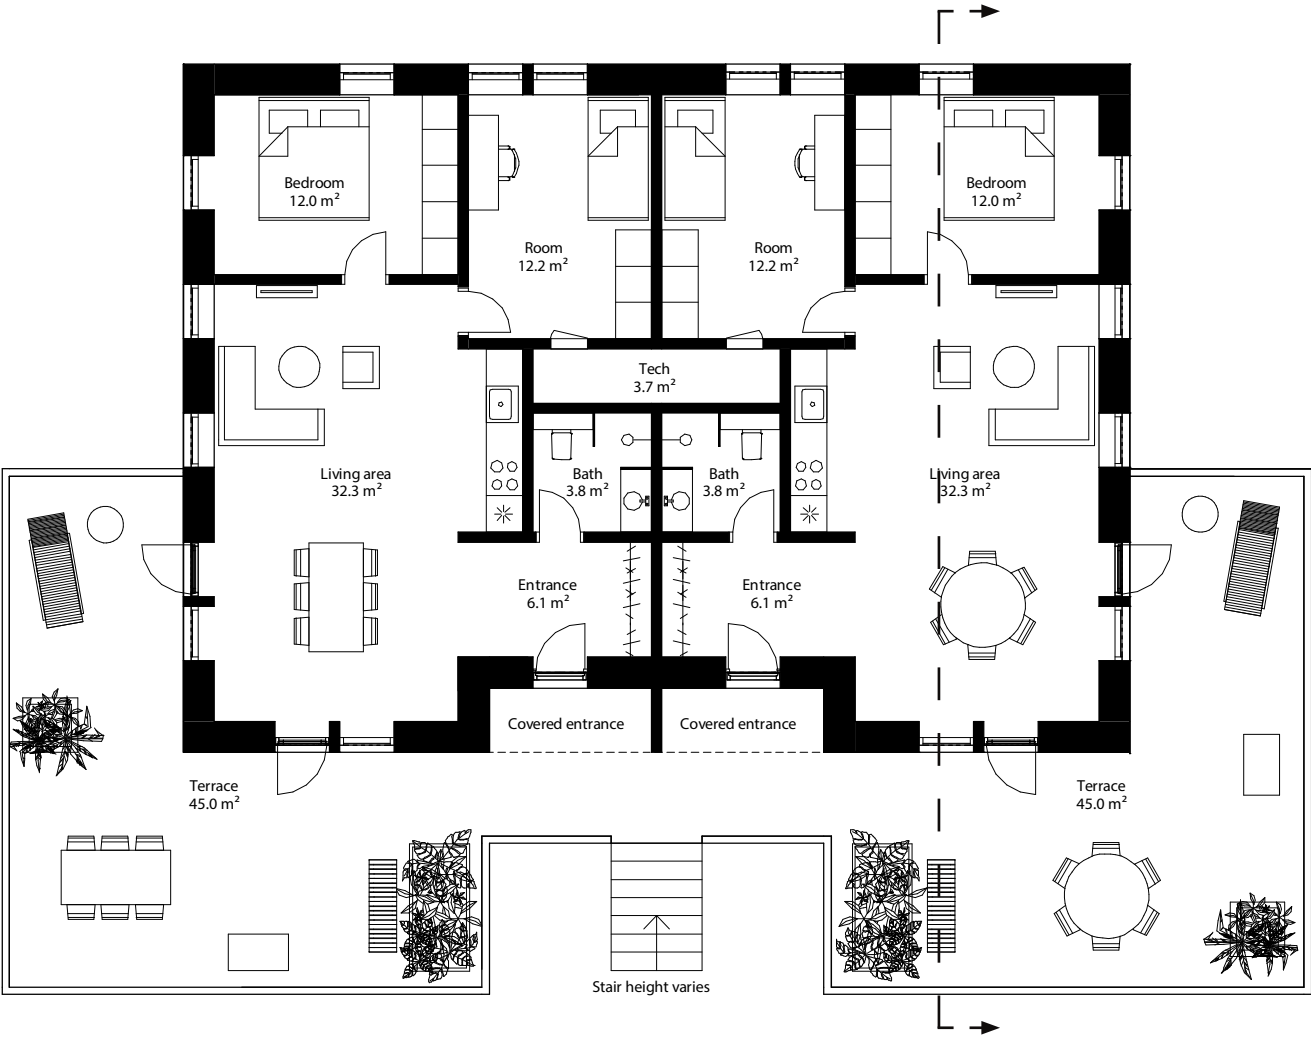 Bedroom
12.0 m²
Bedroom
12.0 m²
Room
12.2 m²
Room
12.2 m²
Tech
3.7 m²
Living area
32.3 m²
Bath
3.8 m²
Bath
3.8 m²
Living area
32.3 m²
Entrance
6.1 m²
Entrance
6.1 m²
Covered entrance
Covered entrance
Terrace
45.0 m²
Terrace
45.0 m²
Stair height varies